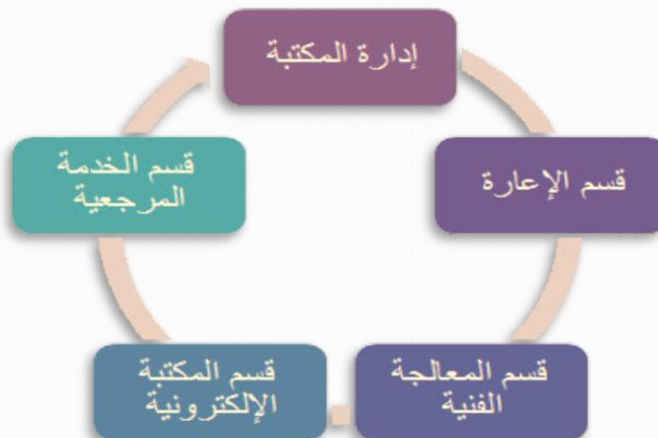 إدارة المكتبة
قسم الإعارة
قسم المعالجة
الفنية
قسم المكتبة
الإلكترونية
قسم الخدمة
المرجعية